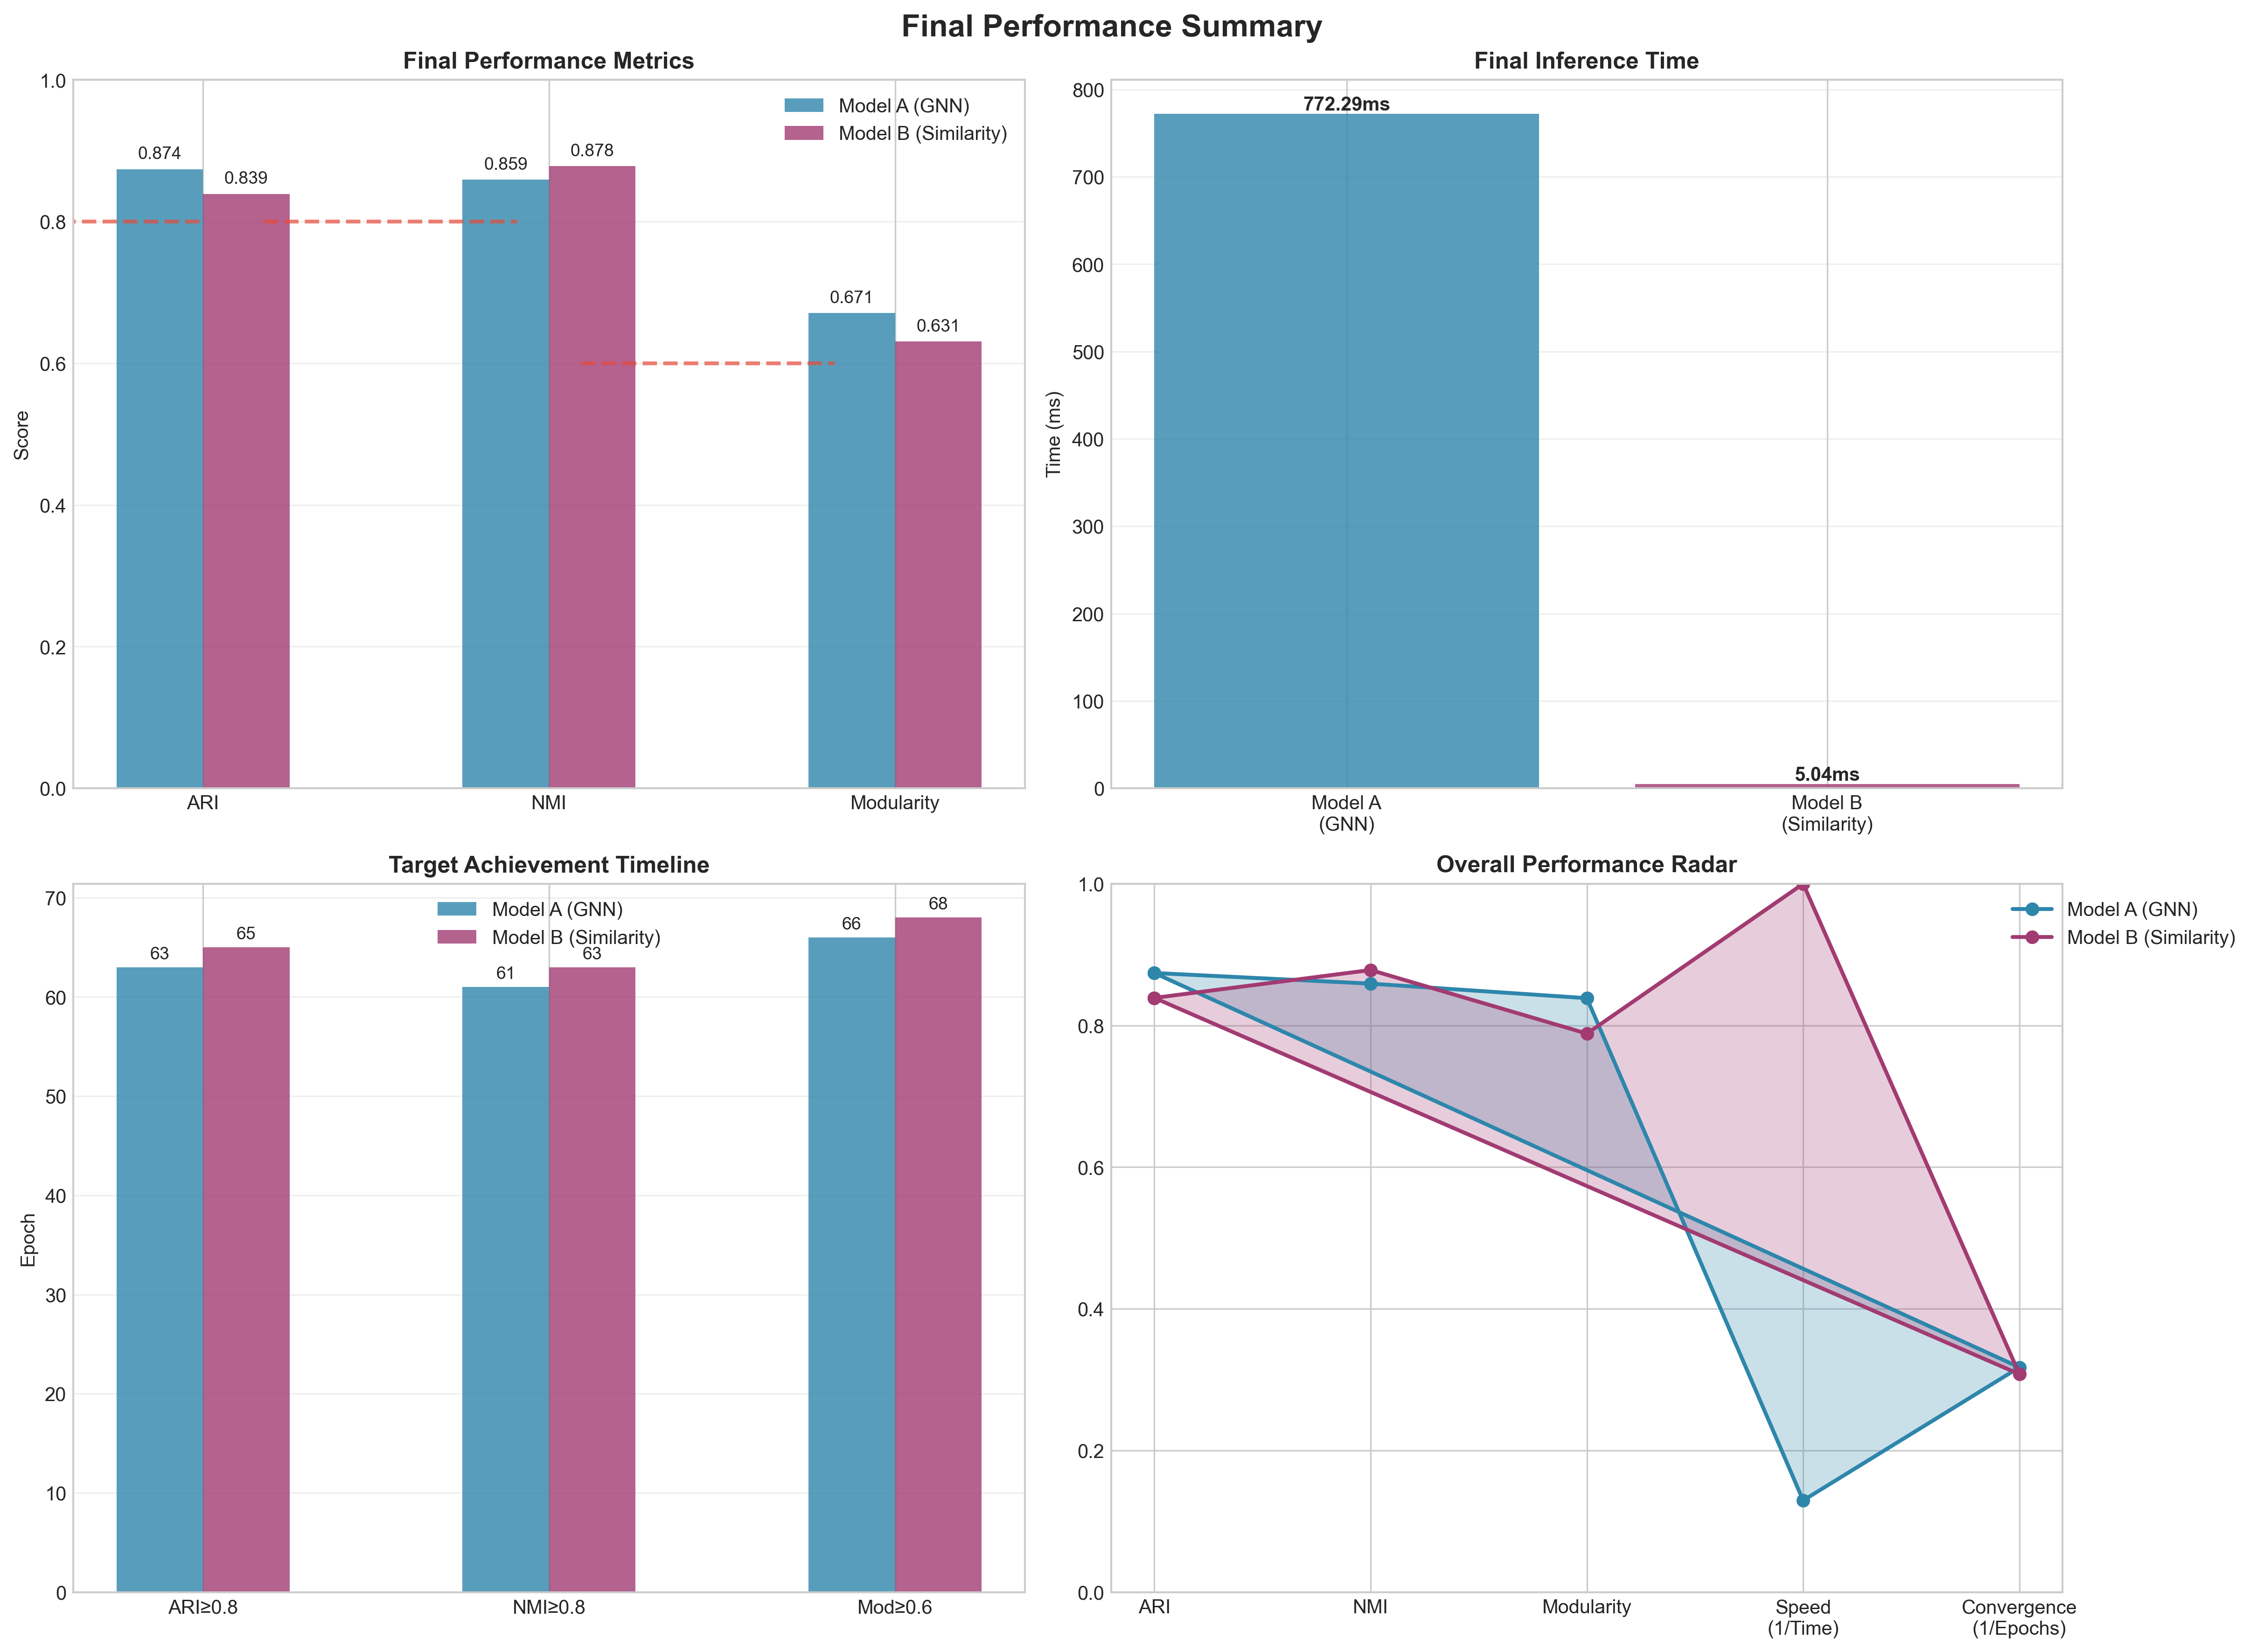 Final Performance Summary
Final Performance Metrics
1.0
0.8
0.6
0.4
0.2
0.0
Score
Model A (GNN)
Model B (Similarity)
0.874
0.839
0.859
0.878
0.671
0.631
ARI
NMI
Modularity
Final Inference Time
800
700
600
500
400
300
200
100
0
Time (ms)
772.29ms
5.04ms
Model A
(GNN)
Model B
(Similarity)
Target Achievement Timeline
70
60
50
40
30
20
10
0
Epoch
Model A (GNN)
Model B (Similarity)
63
65
61
63
66
68
ARI≥0.8
NMI≥0.8
Mod≥0.6
Overall Performance Radar
1.0
0.8
0.6
0.4
0.2
0.0
Model A (GNN)
Model B (Similarity)
ARI
NMI
Modularity
Speed
(1/Time)
Convergence
(1/Epochs)